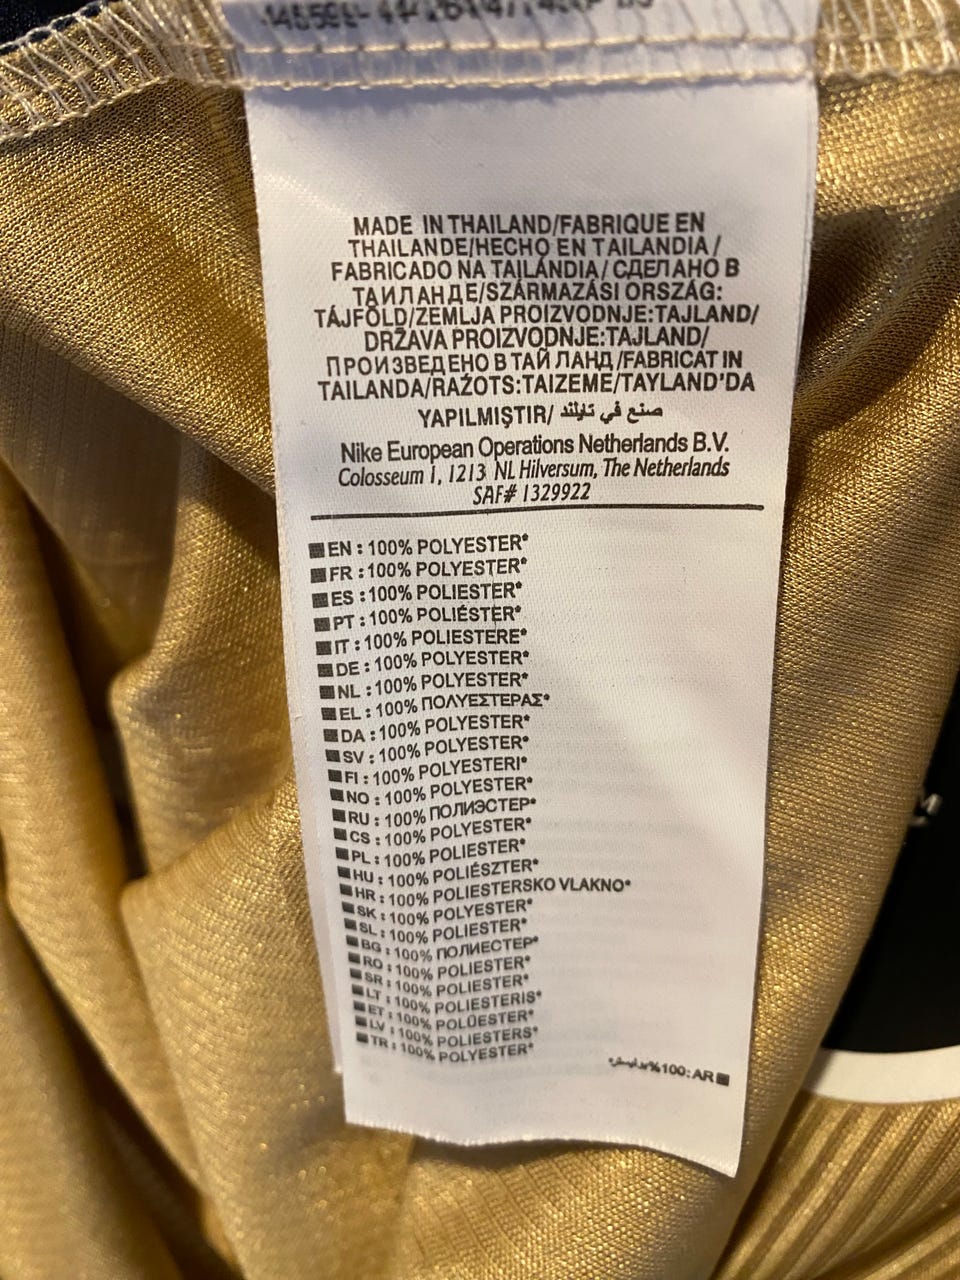 MADE IN THAILAND/FABRIQUE EN
THAILANDE/HECHO EN TAILANDIA /
FABRICADO NA TAILÂNDIA/ СДЕЛАНО В
ТАИЛАНДЕ/SZÁRMAZÁSI ORSZÁG:
TÁJFÖLD/ZEMLJA PROIZVODNJE:TAJLAND/
DRŽAVA PROIZVODNJE:TAJLAND/
ПРОИЗВЕДЕНО В ТАЙЛАНД/FABRICAT IN
TAILANDA/RAŽOTS:TAIZEME/TAYLAND'DA
YAPILMIŞTIR/ صنع في تايلند
Nike European Operations Netherlands B.V.
Colosseum 1, 1213 NL Hilversum, The Netherlands
SAF# 1329922
EN : 100% POLYESTER*
FR : 100% POLYESTER*
ES : 100% POLIESTER*
PT : 100% POLIÉSTER*
IT : 100% POLIESTERE*
DE : 100% POLYESTER*
NL : 100% POLYESTER*
EL : 100% ΠΟΛΥΕΣΤΕΡΑΣ*
DA : 100% POLYESTER*
SV : 100% POLYESTER*
FI : 100% POLYESTERI*
NO : 100% POLYESTER*
RU : 100% ПОЛИЭСТЕР*
CS : 100% POLYESTER*
PL : 100% POLIESTER*
HU : 100% POLIÉSZTER*
HR : 100% POLIESTERSKO VLAKNO*
SK : 100% POLYESTER*
SL : 100% POLIESTER*
BG : 100% ПОЛИЕСТЕР*
RO : 100% POLIESTER*
SR : 100% POLIESTER*
LT : 100% POLIESTERIS*
ET : 100% POLÜESTER*
LV : 100% POLIESTERS*
TR : 100% POLYESTER*
AR :100%